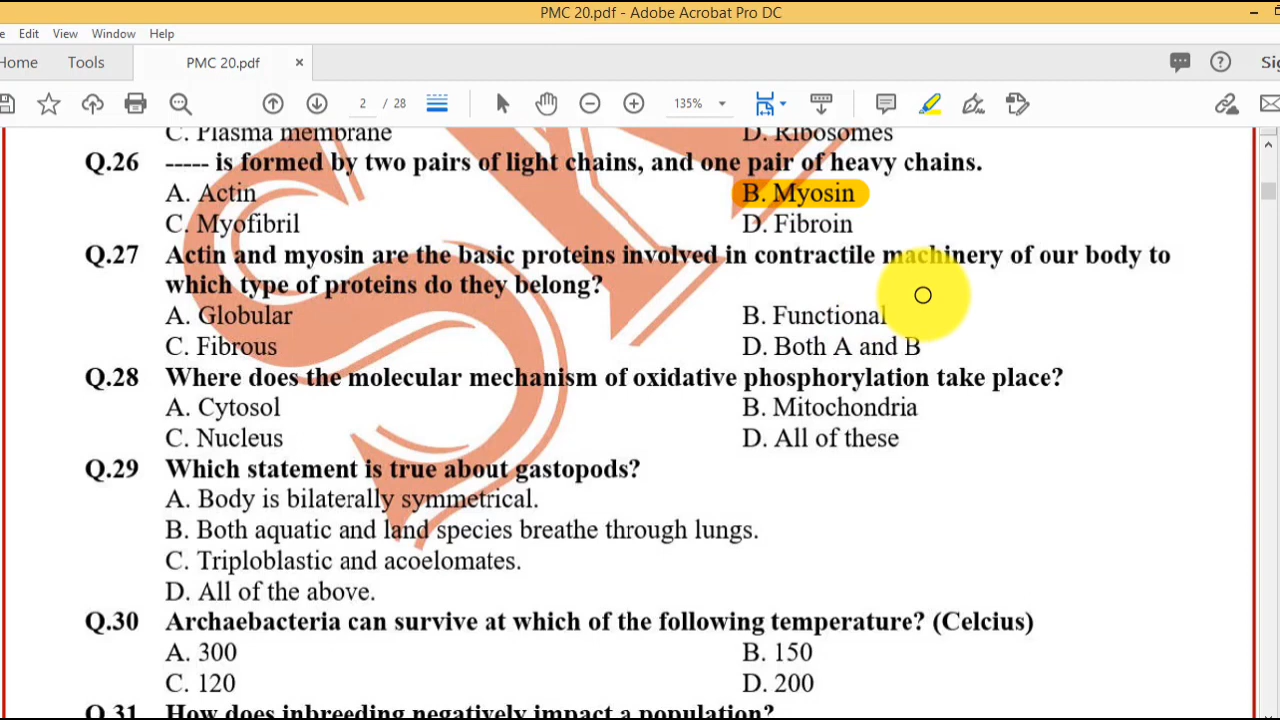 PMC 20.pdf - Adobe Acrobat Pro DC
Edit View Window Help
Home Tools PMC 20.pdf ×
2 / 28 135%
C. Plasma membrane D. Ribosomes
Q.26 ----- is formed by two pairs of light chains, and one pair of heavy chains.
A. Actin B. Myosin
C. Myofibril D. Fibroin
Q.27 Actin and myosin are the basic proteins involved in contractile machinery of our body to
which type of proteins do they belong?
A. Globular B. Functional
C. Fibrous D. Both A and B
Q.28 Where does the molecular mechanism of oxidative phosphorylation take place?
A. Cytosol B. Mitochondria
C. Nucleus D. All of these
Q.29 Which statement is true about gastopods?
A. Body is bilaterally symmetrical.
B. Both aquatic and land species breathe through lungs.
C. Triploblastic and acoelomates.
D. All of the above.
Q.30 Archaebacteria can survive at which of the following temperature? (Celcius)
A. 300 B. 150
C. 120 D. 200
Q.31 How does inbreeding negatively impact a population?